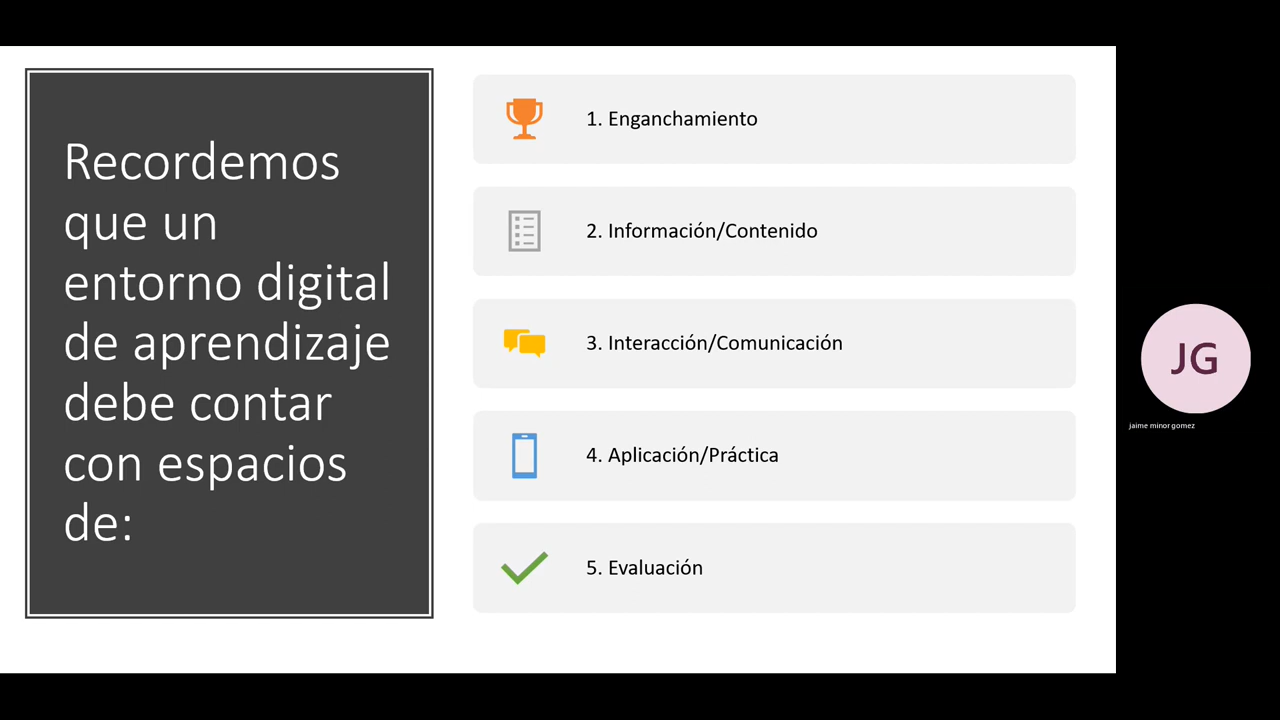 Recordemos
que un
entorno digital
de aprendizaje
debe contar
con espacios
de:
1. Enganchamiento
2. Información/Contenido
3. Interacción/Comunicación
4. Aplicación/Práctica
5. Evaluación
JG
jaime minor gomez